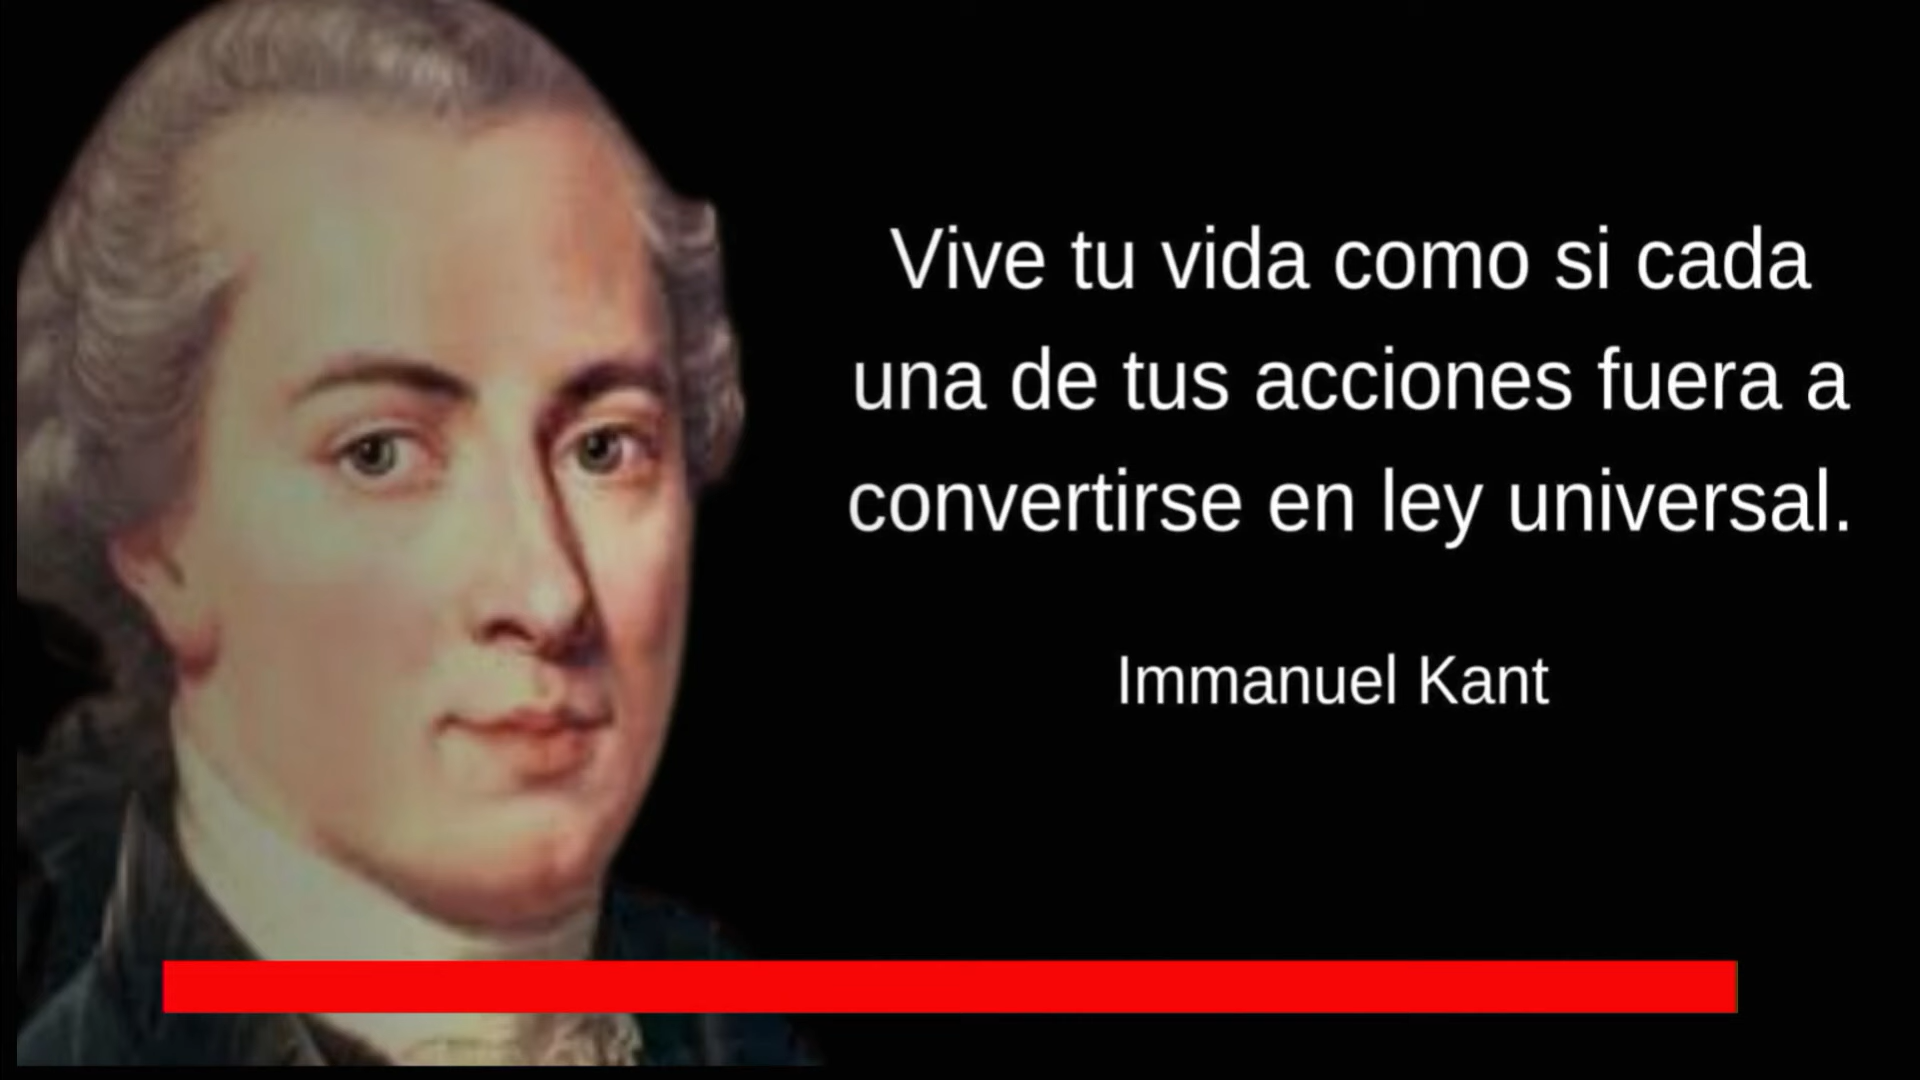 Vive tu vida como si cada
una de tus acciones fuera a
convertirse en ley universal.
Immanuel Kant